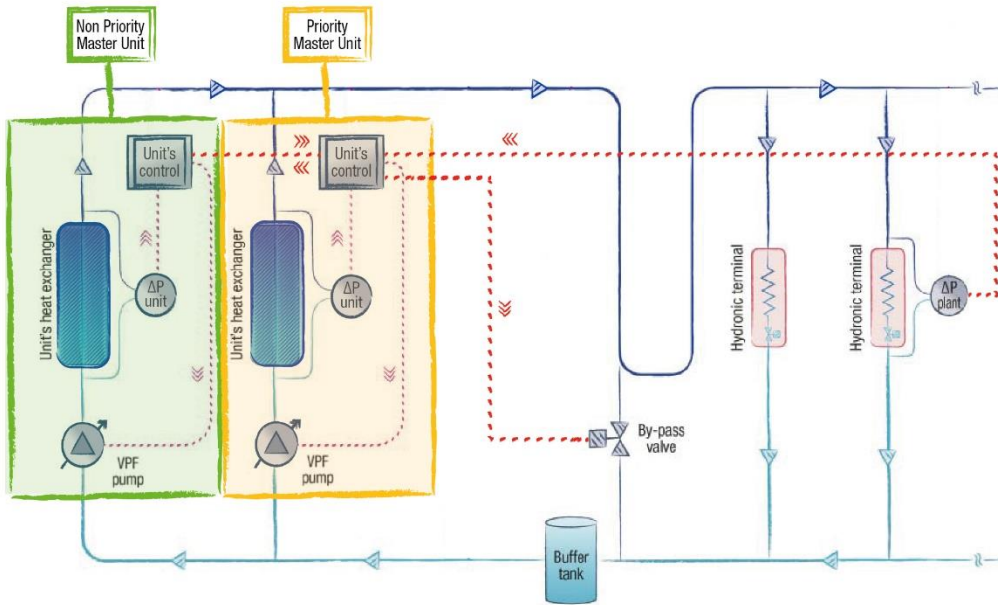 Non Priority
Master Unit
Priority
Master Unit
Unit's
control
Unit's
control
Unit's heat exchanger
ΔP
unit
Unit's heat exchanger
ΔP
unit
Hydronic terminal
Hydronic terminal
ΔP
plant
VPF
pump
VPF
pump
By-pass
valve
Buffer
tank